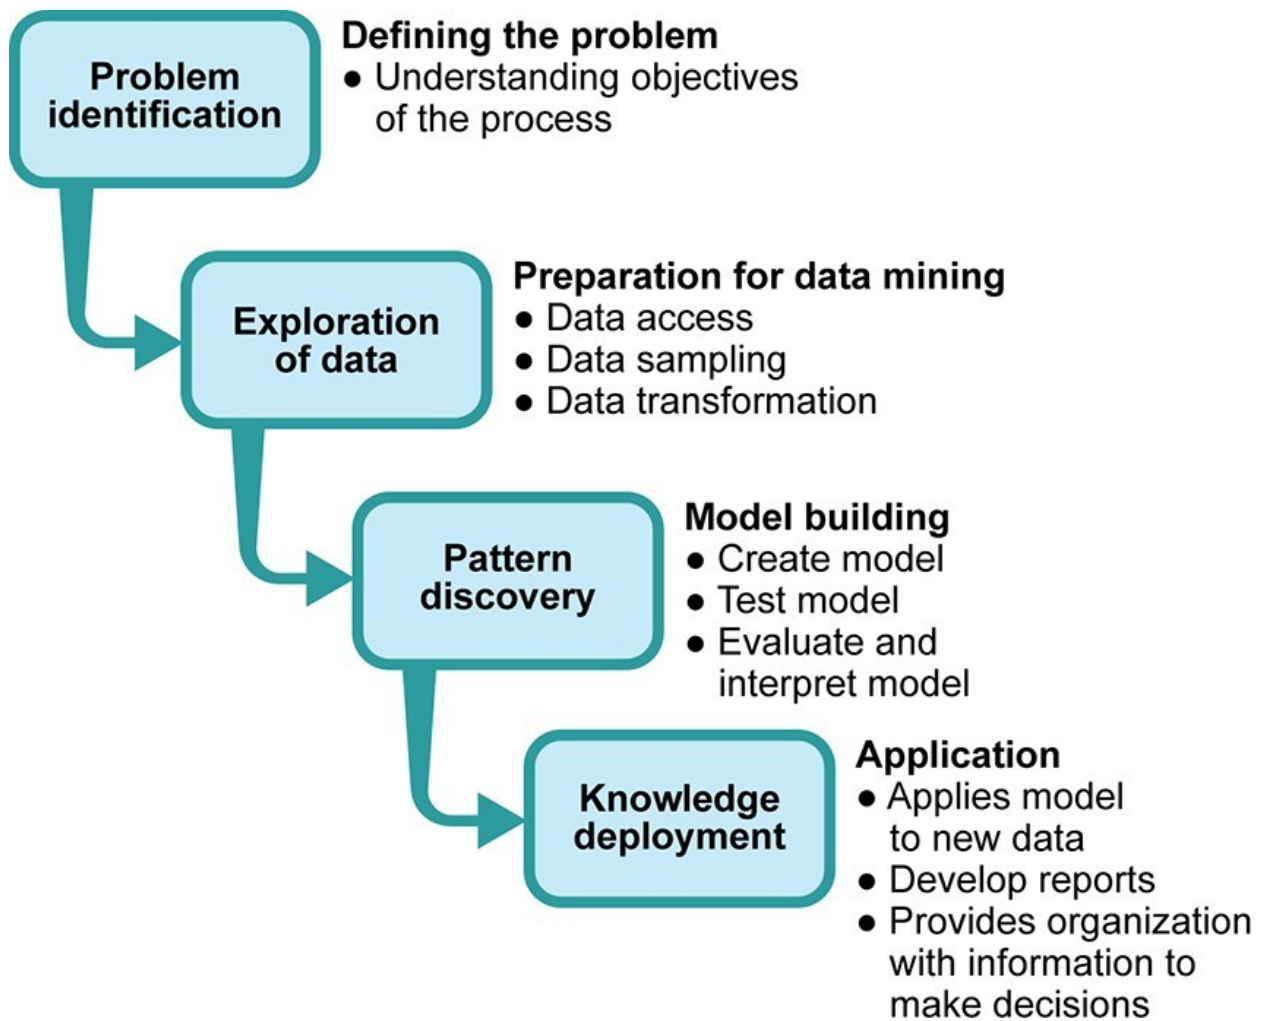 Problem
identification
Defining the problem
● Understanding objectives
of the process
Exploration
of data
Preparation for data mining
● Data access
● Data sampling
● Data transformation
Pattern
discovery
Model building
● Create model
● Test model
● Evaluate and
interpret model
Knowledge
deployment
Application
● Applies model
to new data
● Develop reports
● Provides organization
with information to
make decisions